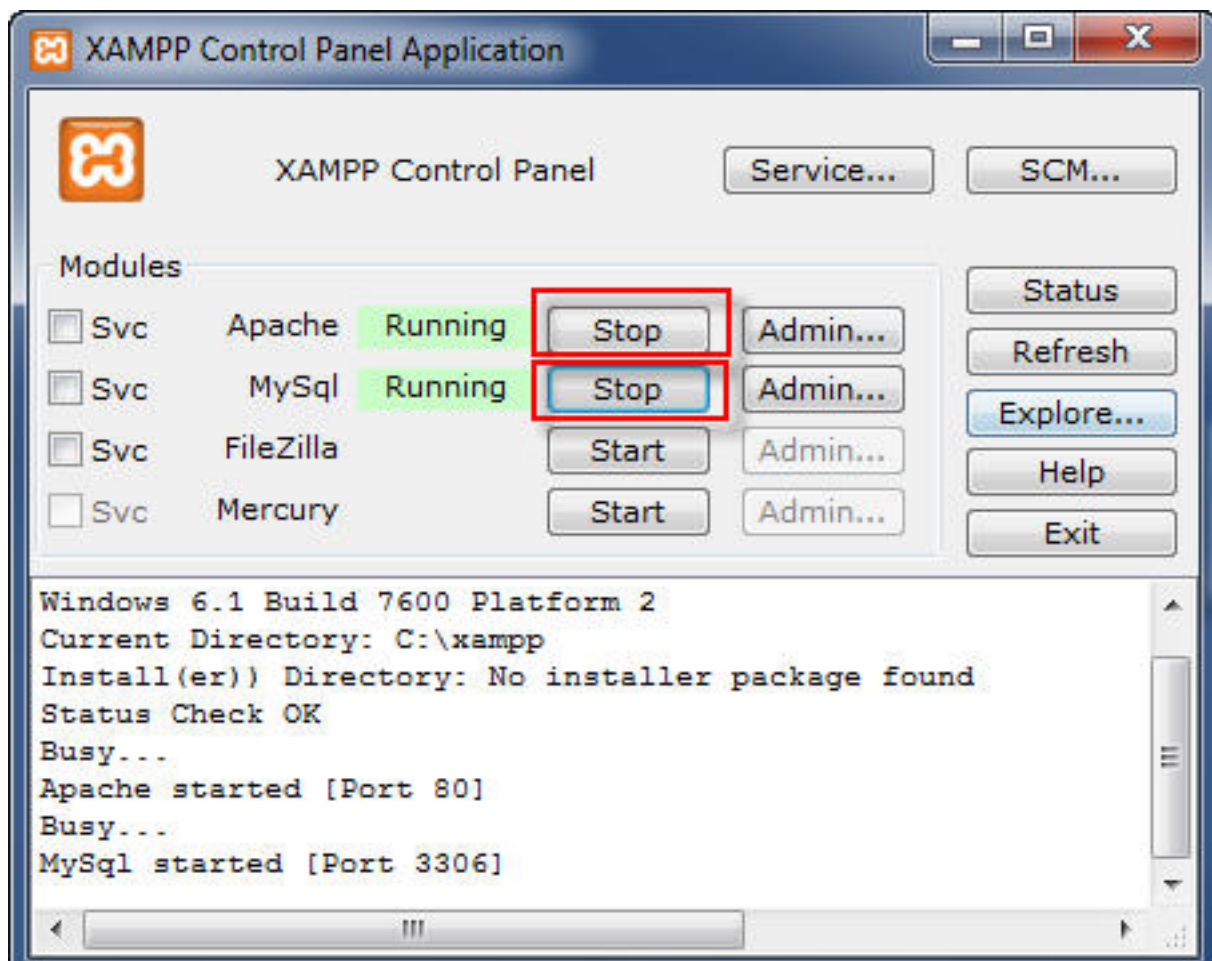 XAMPP Control Panel Application
XAMPP Control Panel Service... SCM...
Modules
Svc Apache Running Stop Admin...
Svc MySql Running Stop Admin...
Svc FileZilla Start Admin...
Svc Mercury Start Admin...
Status
Refresh
Explore...
Help
Exit
Windows 6.1 Build 7600 Platform 2
Current Directory: C:\xampp
Install(er)) Directory: No installer package found
Status Check OK
Busy...
Apache started [Port 80]
Busy...
MySql started [Port 3306]